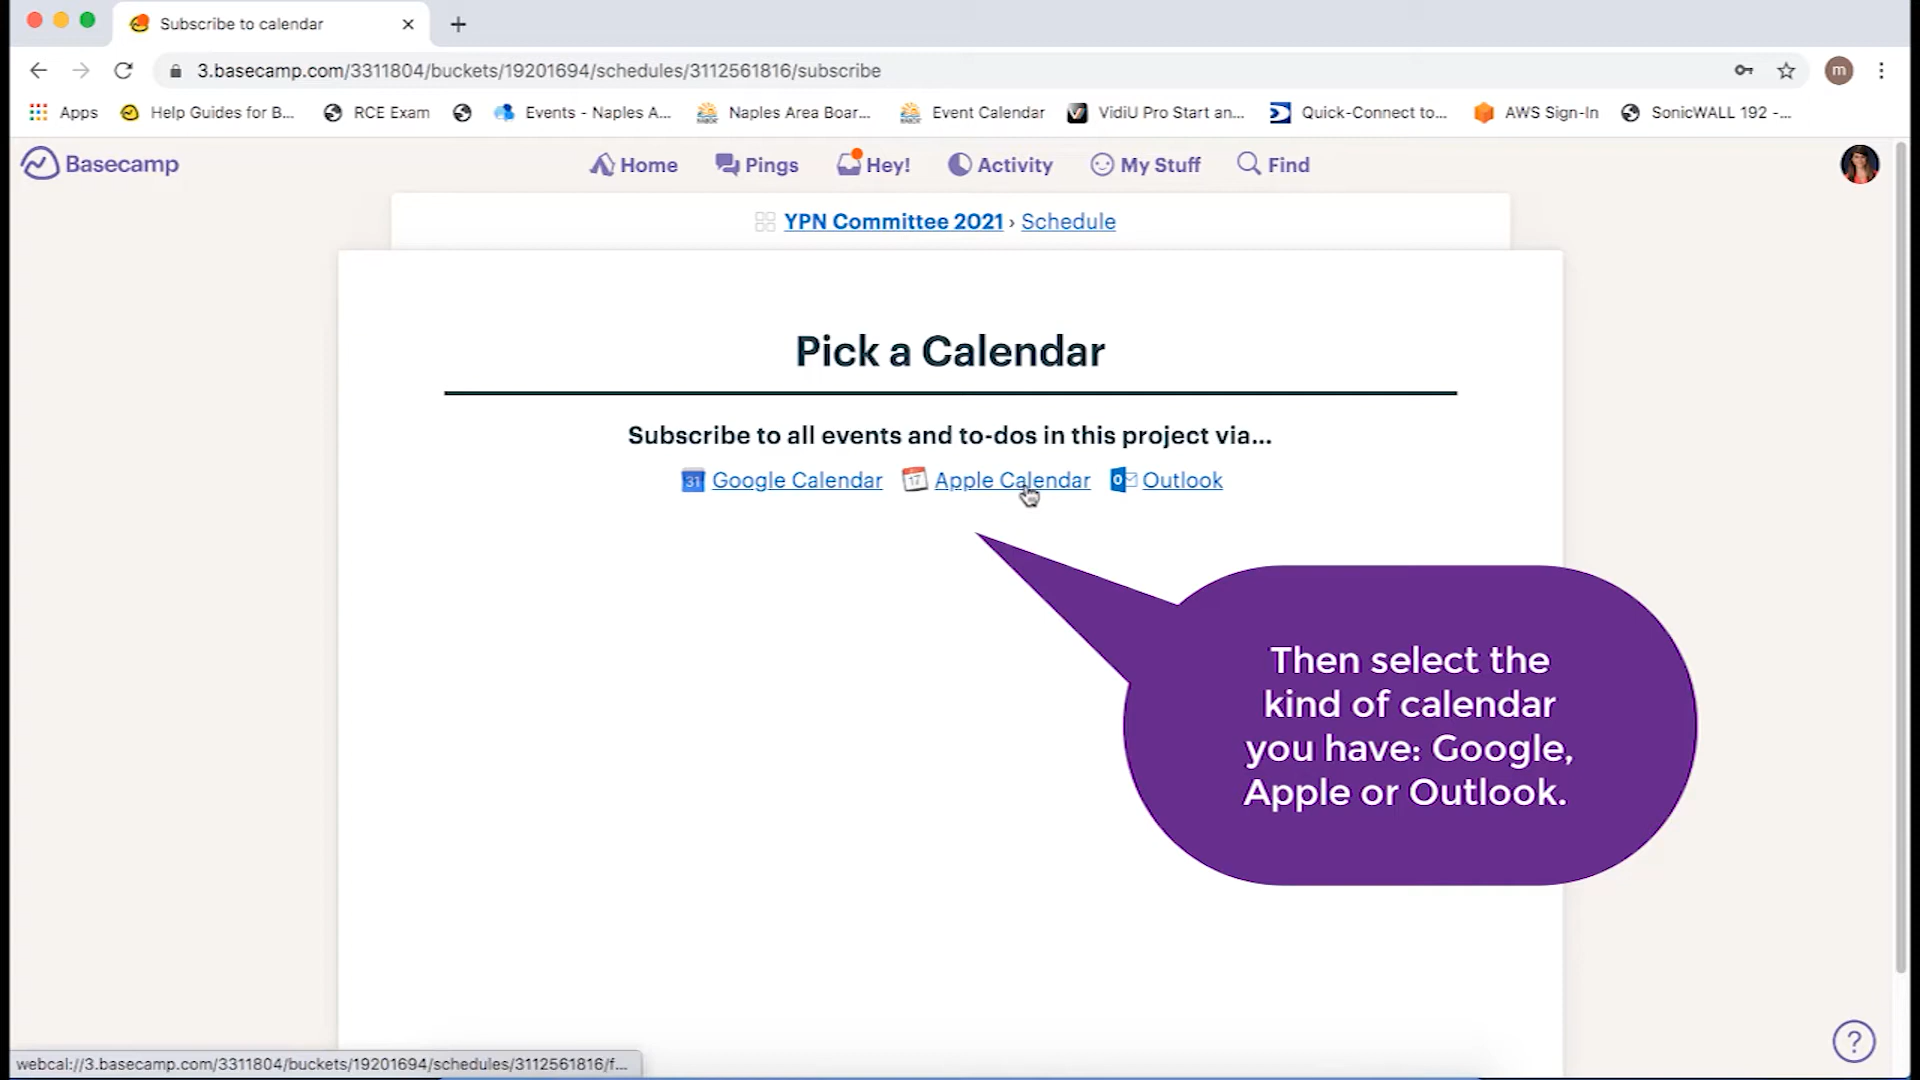 Subscribe to calendar
3.basecamp.com/3311804/buckets/19201694/schedules/3112561816/subscribe
m
Apps Help Guides for B... RCE Exam Events - Naples A... Naples Area Boar... Event Calendar VidiU Pro Start an... Quick-Connect to... AWS Sign-In SonicWALL 192 -...
Basecamp Home Pings Hey! Activity My Stuff Find
YPN Committee 2021 › Schedule
Pick a Calendar
Subscribe to all events and to-dos in this project via...
31 Google Calendar 17 Apple Calendar Outlook
Then select the
kind of calendar
you have: Google,
Apple or Outlook.
?
webcal://3.basecamp.com/3311804/buckets/19201694/schedules/3112561816/f...